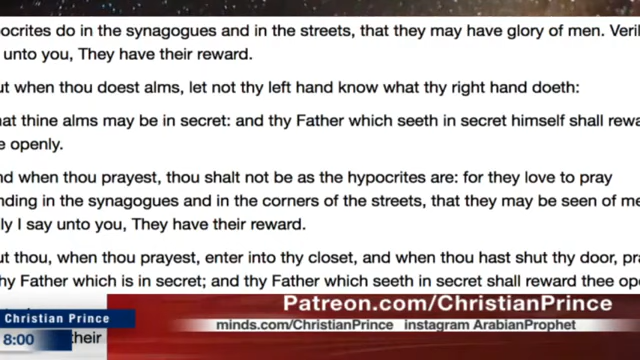 ocrites do in the synagogues and in the streets, that they may have glory of men. Veril
unto you, They have their reward.
ut when thou doest alms, let not thy left hand know what thy right hand doeth:
at thine alms may be in secret: and thy Father which seeth in secret himself shall rewa
e openly.
nd when thou prayest, thou shalt not be as the hypocrites are: for they love to pray
nding in the synagogues and in the corners of the streets, that they may be seen of me
ly I say unto you, They have their reward.
ut thou, when thou prayest, enter into thy closet, and when thou hast shut thy door, pra
hy Father which is in secret; and thy Father which seeth in secret shall reward thee ope
Patreon.com/ChristianPrince
Christian Prince
minds.com/ChristianPrince instagram ArabianProphet
8:00
their